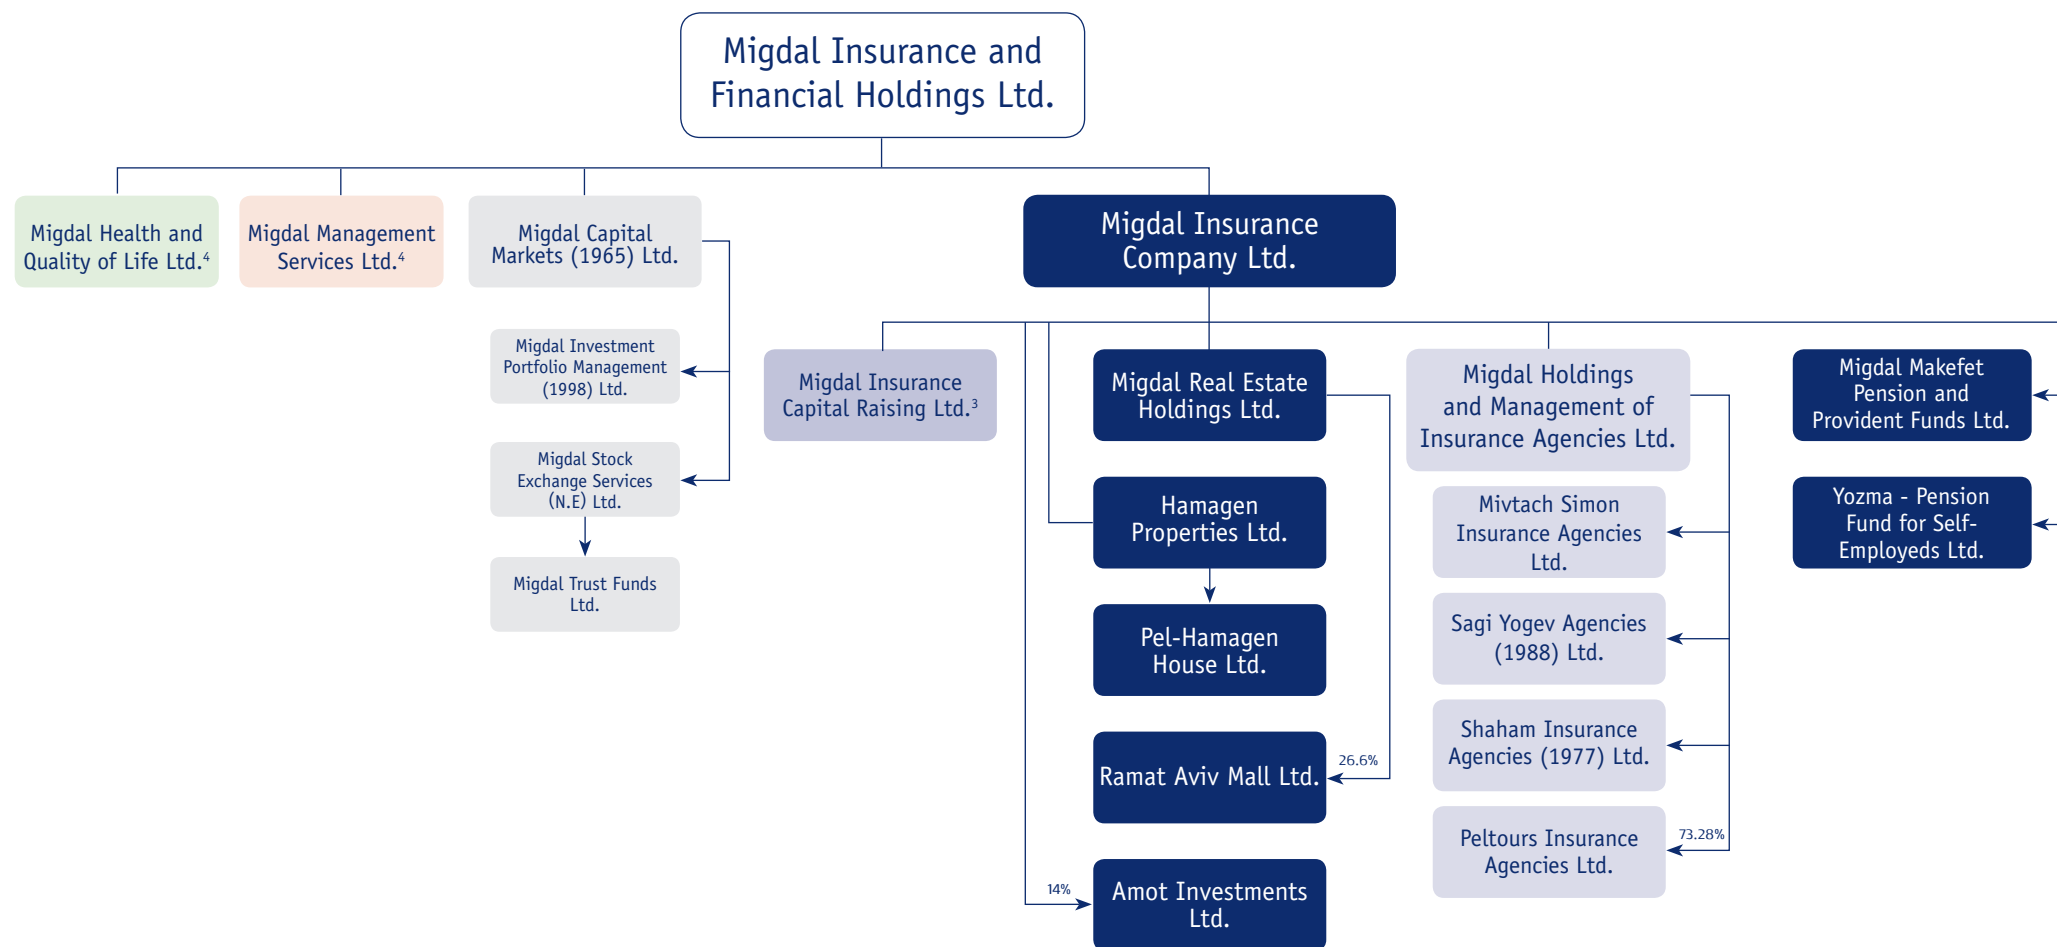 Migdal Insurance and
Financial Holdings Ltd.
Migdal Health and
Quality of Life Ltd.⁴
Migdal Management
Services Ltd.⁴
Migdal Capital
Markets (1965) Ltd.
Migdal Insurance
Company Ltd.
Migdal Investment
Portfolio Management
(1998) Ltd.
Migdal Stock
Exchange Services
(N.E) Ltd.
Migdal Trust Funds
Ltd.
Migdal Insurance
Capital Raising Ltd.³
Migdal Real Estate
Holdings Ltd.
Hamagen
Properties Ltd.
Pel-Hamagen
House Ltd.
Ramat Aviv Mall Ltd.
26.6%
14%
Amot Investments
Ltd.
Migdal Holdings
and Management of
Insurance Agencies Ltd.
Mivtach Simon
Insurance Agencies
Ltd.
Sagi Yogev Agencies
(1988) Ltd.
Shaham Insurance
Agencies (1977) Ltd.
Peltours Insurance
Agencies Ltd.
73.28%
Migdal Makefet
Pension and
Provident Funds Ltd.
Yozma - Pension
Fund for Self-
Employeds Ltd.